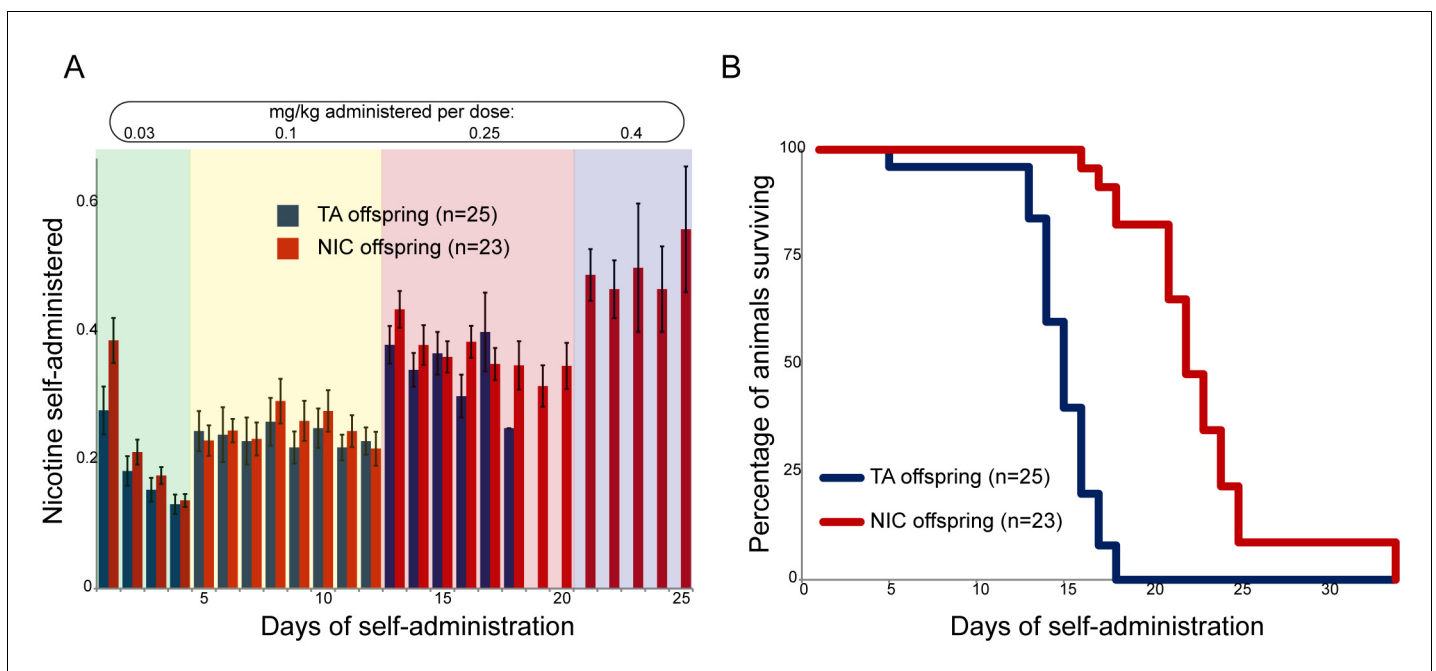 A
mg/kg administered per dose:
0.03 0.1 0.25 0.4
0.6
0.4
0.2
0
Nicotine self-administered
TA offspring (n=25)
NIC offspring (n=23)
5 10 15 20 25
Days of self-administration
B
100
75
50
25
0
Percentage of animals surviving
TA offspring (n=25)
NIC offspring (n=23)
0 5 10 15 20 25 30
Days of self-administration